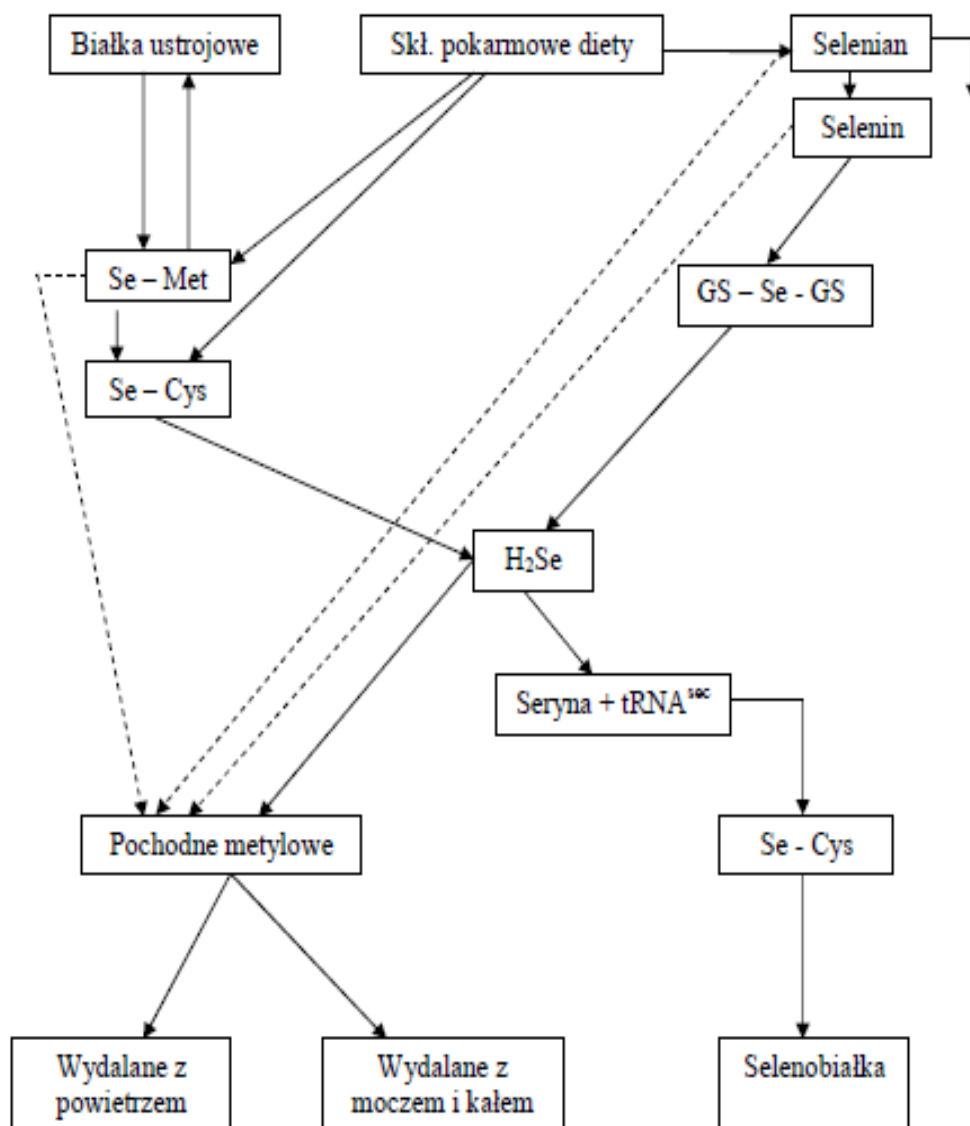 Białka ustrojowe
Skł. pokarmowe diety
Selenian
Selenin
Se – Met
GS – Se - GS
Se – Cys
H₂Se
Seryna + tRNAˢᵉᶜ
Pochodne metylowe
Se - Cys
Wydalane z
powietrzem
Wydalane z
moczem i kałem
Selenobiałka